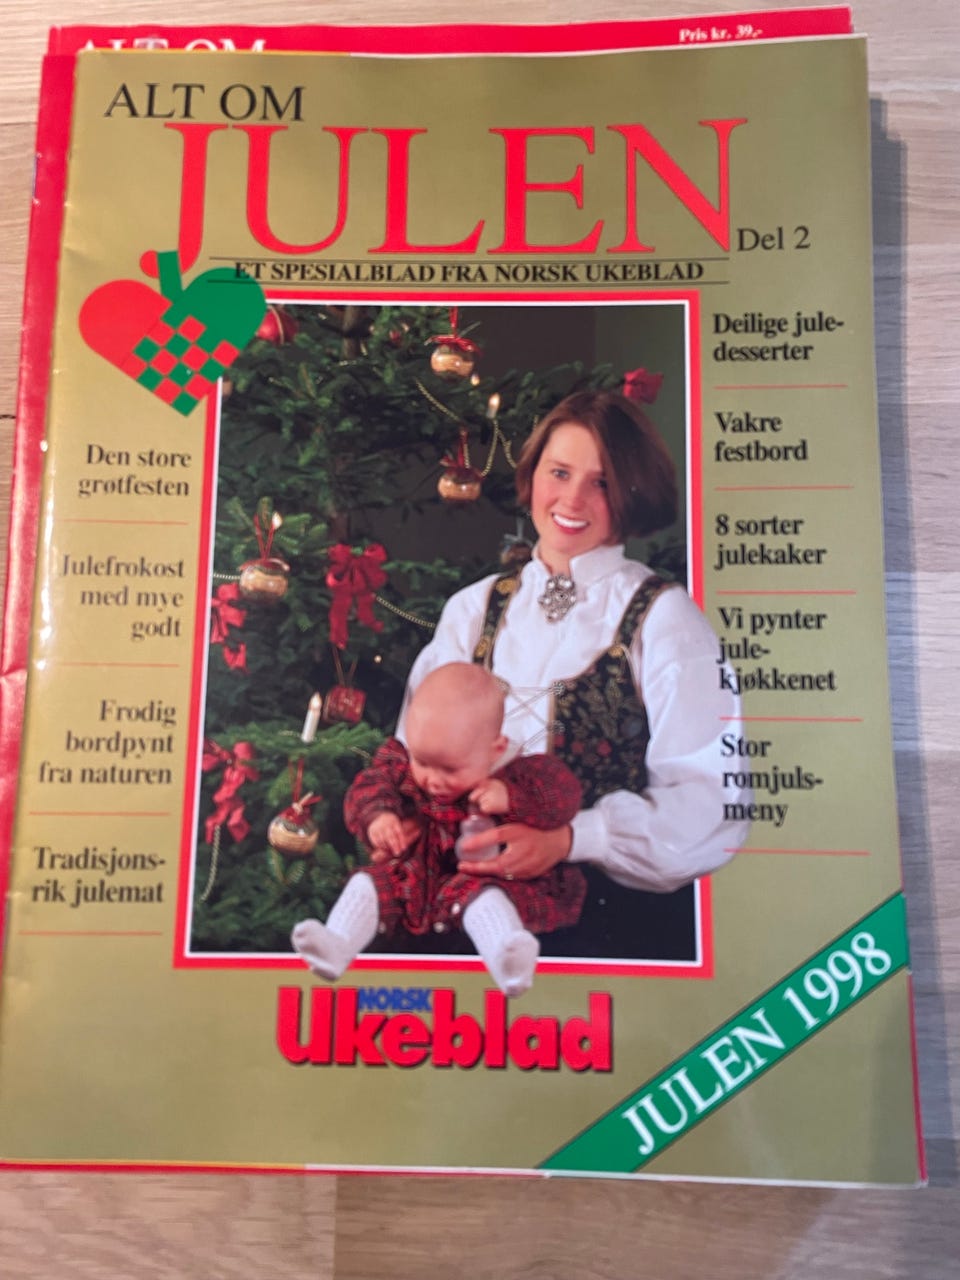 Pris kr. 39,-
ALT OM
ALT OM
JULEN
Del 2
ET SPESIALBLAD FRA NORSK UKEBLAD
Den store
grøtfesten
Julefrokost
med mye
godt
Frodig
bordpynt
fra naturen
Tradisjons-
rik julemat
Deilige jule-
desserter
Vakre
festbord
8 sorter
julekaker
Vi pynter
jule-
kjøkkenet
Stor
romjuls-
meny
NORSK
Ukeblad
JULEN 1998